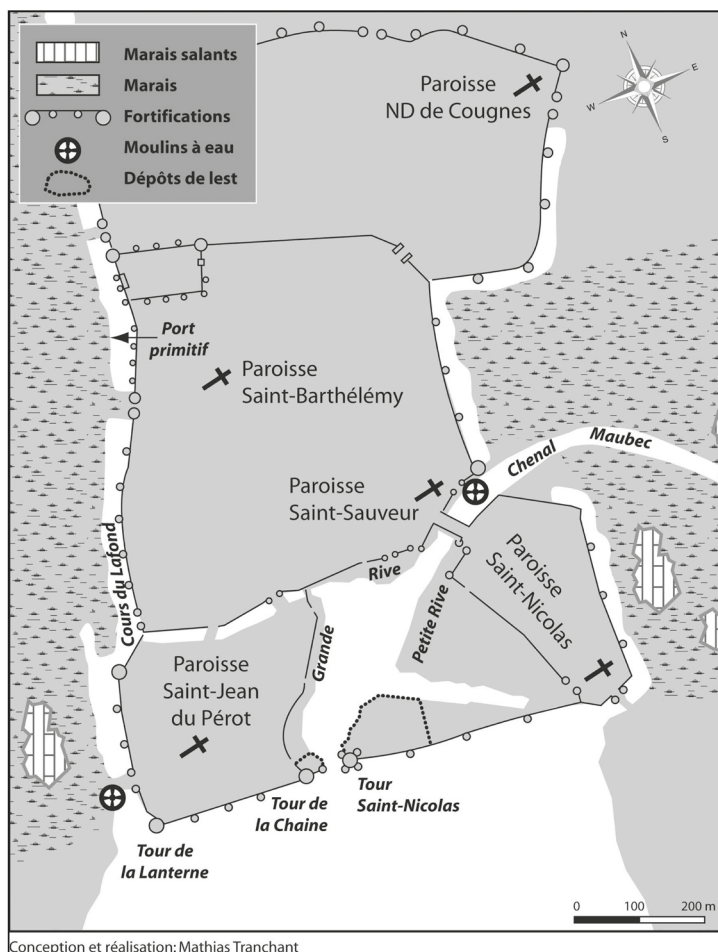 Marais salants
Marais
Fortifications
Moulins à eau
Dépôts de lest
Paroisse
ND de Cougnes
N
E
W
S
Port
primitif
Paroisse
Saint-Barthélémy
Chenal Maubec
Paroisse
Saint-Sauveur
Cours du Lafond
Rive
Grande
Petite Rive
Paroisse
Saint-Nicolas
Paroisse
Saint-Jean
du Pérot
Tour de
la Chaine
Tour
Saint-Nicolas
Tour de
la Lanterne
0 100 200 m
Conception et réalisation: Mathias Tranchant